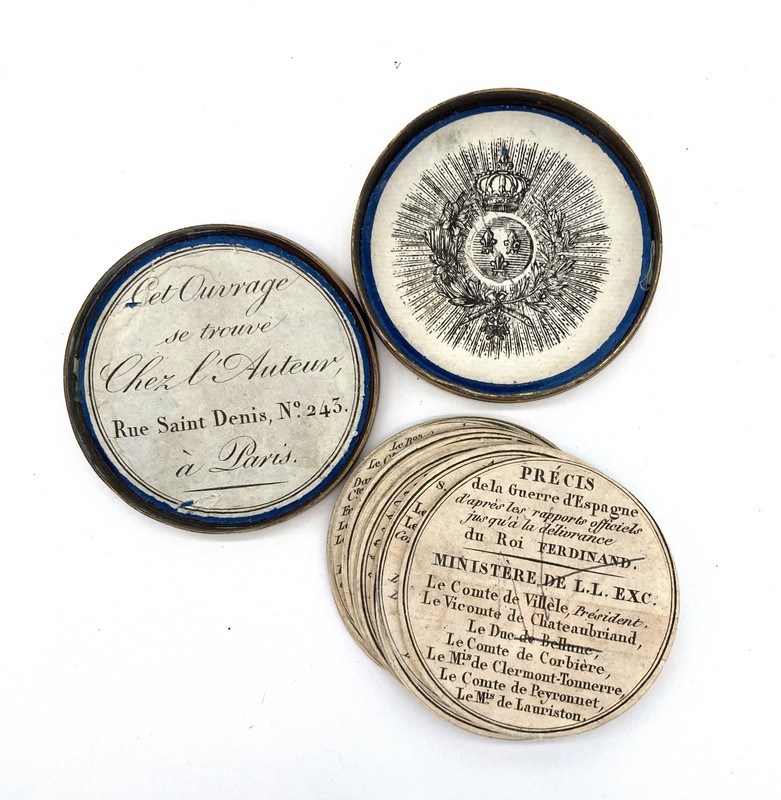 Cet Ouvrage
se trouve
Chez l'Auteur,
Rue Saint Denis, N.º 243.
à Paris.
PRÉCIS
de la Guerre d'Espagne
d'après les rapports officiels
jusqu'à la délivrance
du Roi FERDINAND.
MINISTÈRE DE L.L. EXC.
Le Comte de Villèle, Président,
Le Vicomte de Chateaubriand,
Le Duc de Bellune,
Le Comte de Corbière,
Le M.is de Clermont-Tonnerre,
Le Comte de Peyronnet,
Le M.is de Lauriston.